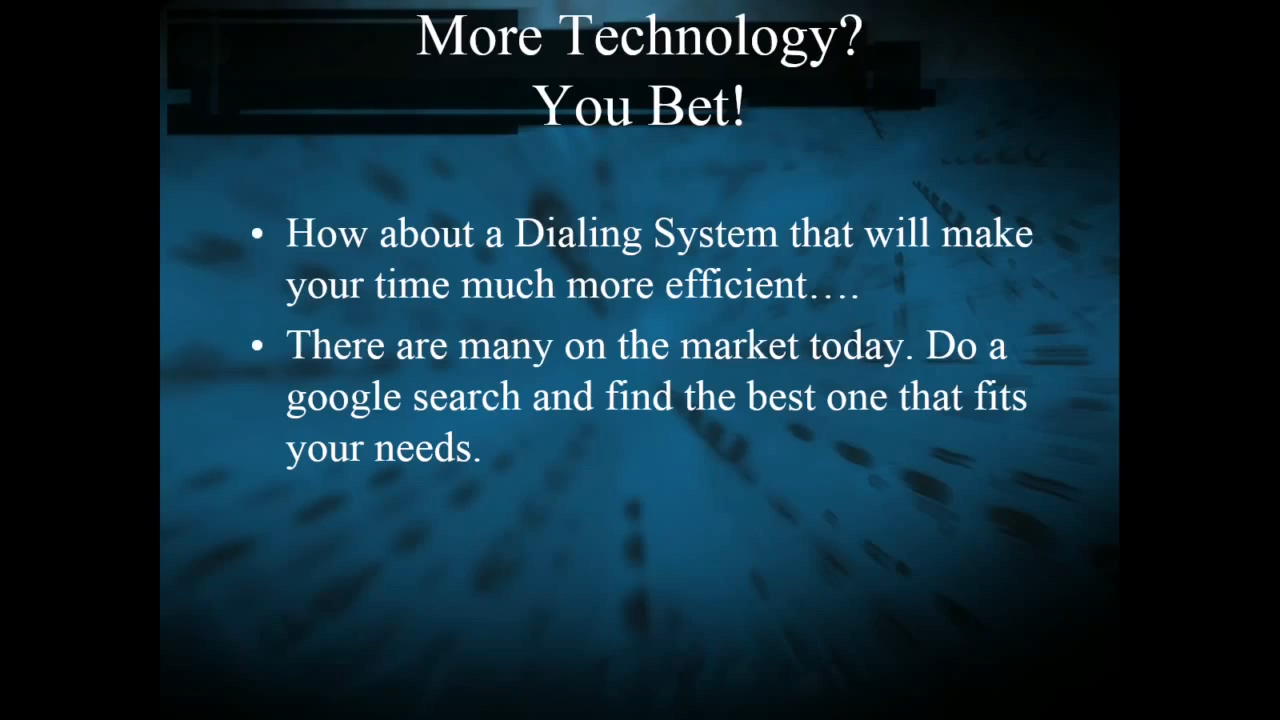 More Technology?
You Bet!
• How about a Dialing System that will make
your time much more efficient….
• There are many on the market today. Do a
google search and find the best one that fits
your needs.